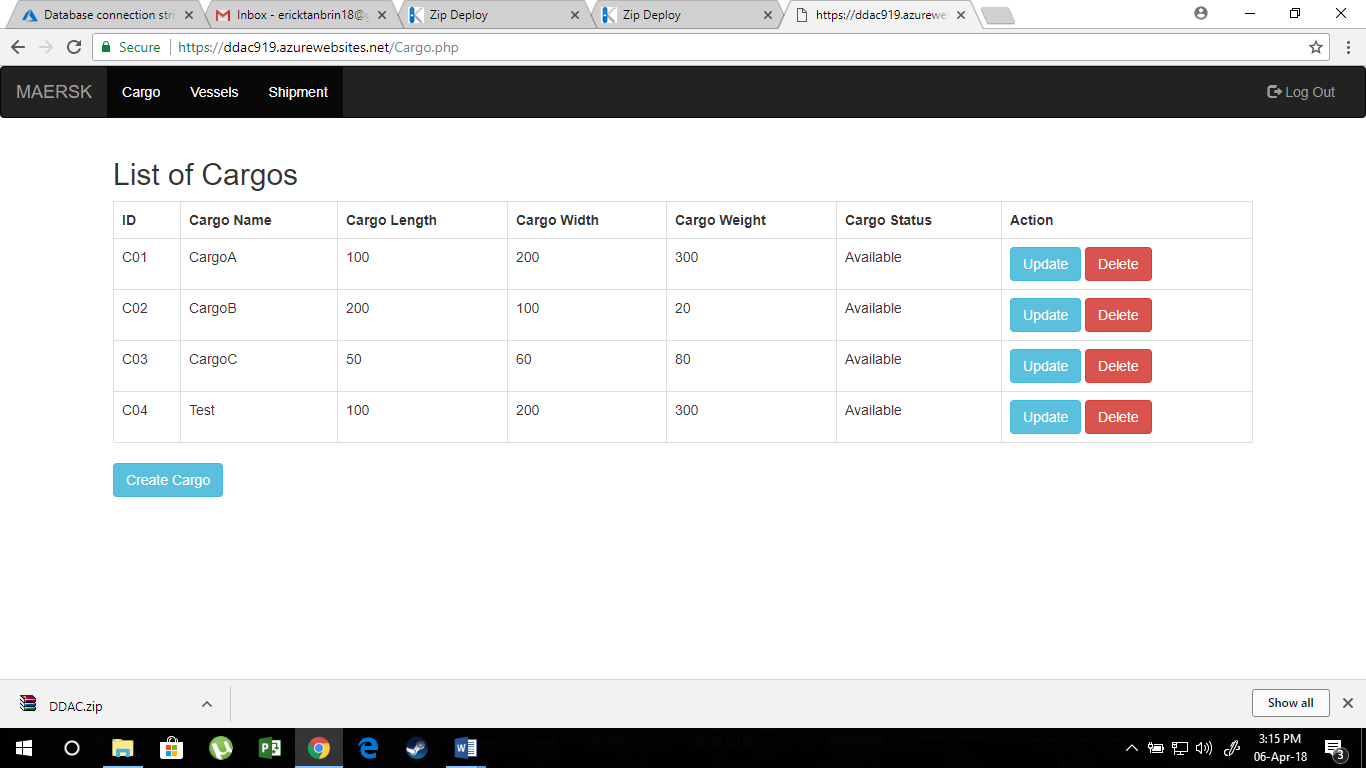 Database connection stri
Inbox - ericktanbrin18@g
Zip Deploy
Zip Deploy
https://ddac919.azurewe
Secure
https://ddac919.azurewebsites.net/Cargo.php
MAERSK Cargo Vessels Shipment Log Out
List of Cargos
ID Cargo Name Cargo Length Cargo Width Cargo Weight Cargo Status Action
C01 CargoA 100 200 300 Available Update Delete
C02 CargoB 200 100 20 Available Update Delete
C03 CargoC 50 60 80 Available Update Delete
C04 Test 100 200 300 Available Update Delete
Create Cargo
DDAC.zip
Show all
3:15 PM
06-Apr-18
3